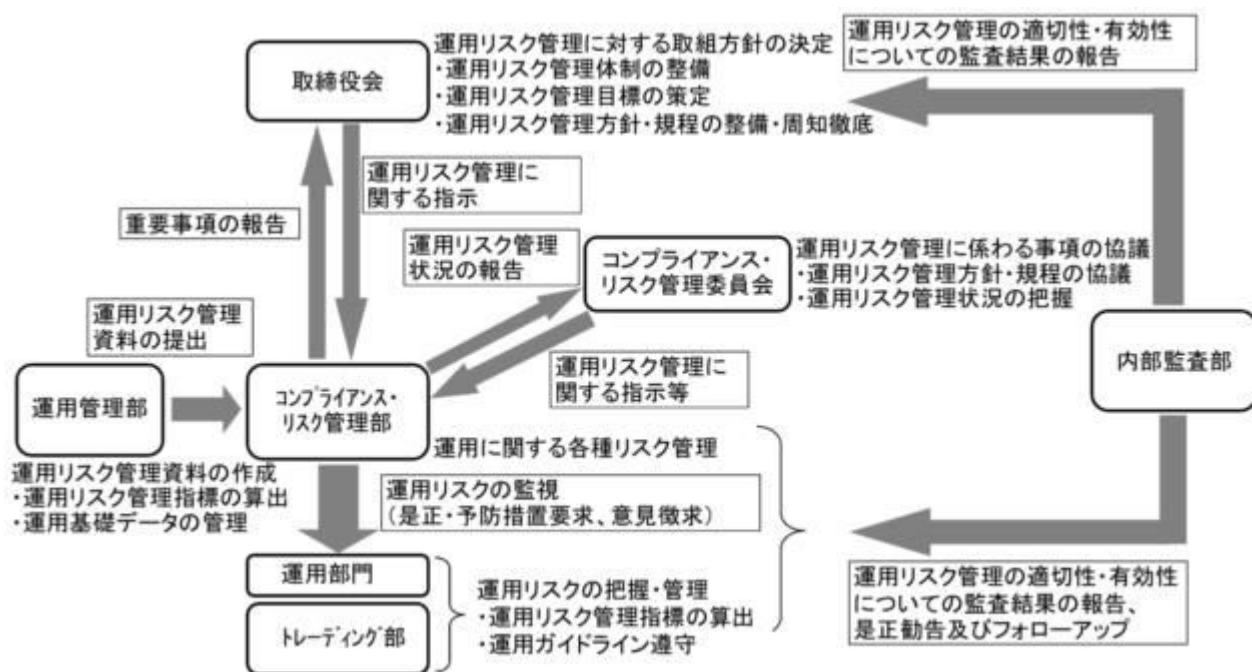 取締役会
運用リスク管理に対する取組方針の決定
・運用リスク管理体制の整備
・運用リスク管理目標の策定
・運用リスク管理方針・規程の整備・周知徹底
運用リスク管理の適切性・有効性
についての監査結果の報告
運用リスク管理に
関する指示
重要事項の報告
運用リスク管理
状況の報告
コンプライアンス・
リスク管理委員会
運用リスク管理に係わる事項の協議
・運用リスク管理方針・規程の協議
・運用リスク管理状況の把握
運用リスク管理
資料の提出
運用リスク管理に
関する指示等
内部監査部
運用管理部
コンプライアンス・
リスク管理部
運用に関する各種リスク管理
運用リスク管理資料の作成
・運用リスク管理指標の算出
・運用基礎データの管理
運用リスクの監視
（是正・予防措置要求、意見徴求）
運用部門
トレーディング部
運用リスクの把握・管理
・運用リスク管理指標の算出
・運用ガイドライン遵守
運用リスク管理の適切性・有効性
についての監査結果の報告、
是正勧告及びフォローアップ